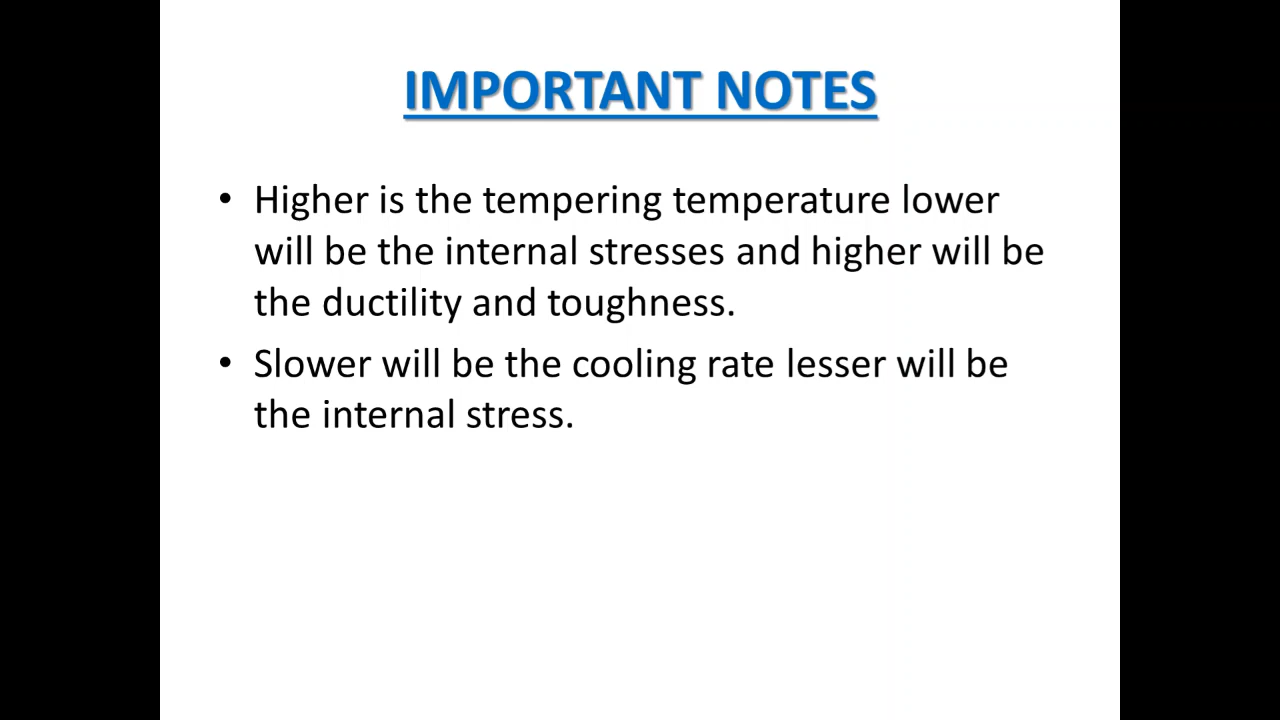 IMPORTANT NOTES
• Higher is the tempering temperature lower
will be the internal stresses and higher will be
the ductility and toughness.
• Slower will be the cooling rate lesser will be
the internal stress.